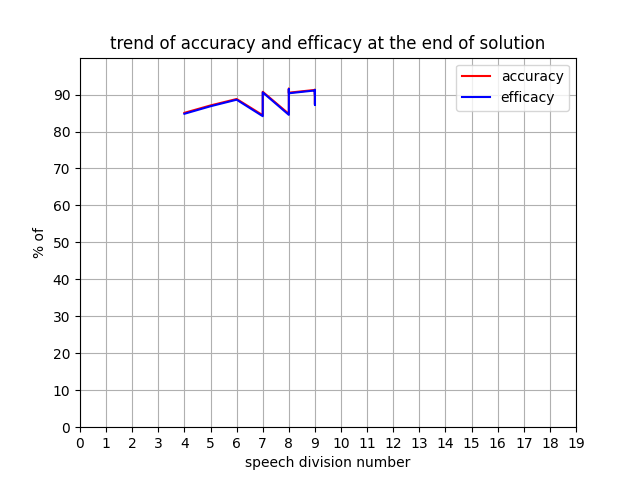 trend of accuracy and efficacy at the end of solution
accuracy
efficacy
90
80
70
60
50
40
30
20
10
0
% of
0 1 2 3 4 5 6 7 8 9 10 11 12 13 14 15 16 17 18 19
speech division number